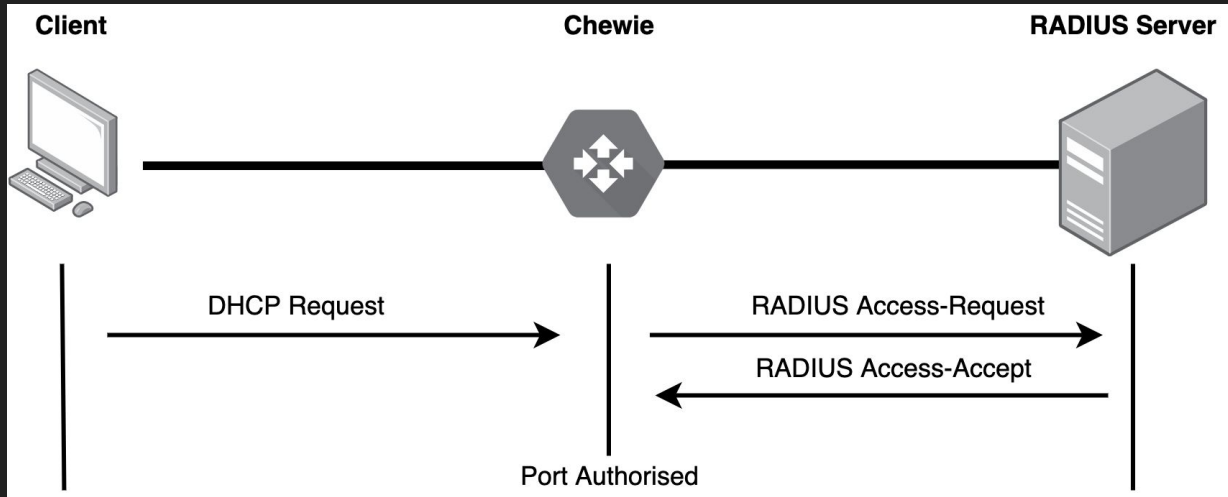 Client
Chewie
RADIUS Server
DHCP Request
RADIUS Access-Request
RADIUS Access-Accept
Port Authorised